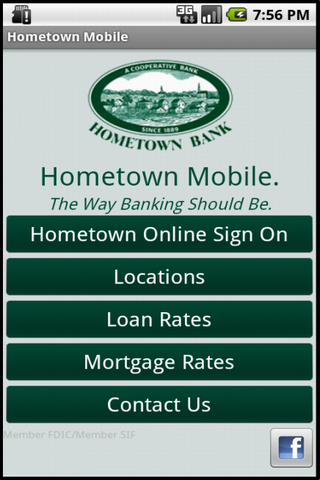 3G 7:56 PM
Hometown Mobile
A COOPERATIVE BANK
SINCE 1889
HOMETOWN BANK
Hometown Mobile.
The Way Banking Should Be.
Hometown Online Sign On
Locations
Loan Rates
Mortgage Rates
Contact Us
Member FDIC/Member SIF
f